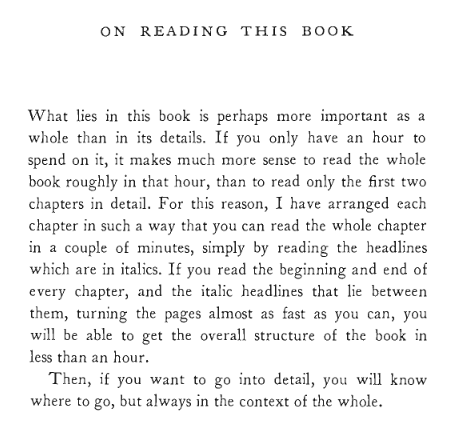 ON READING THIS BOOK
What lies in this book is perhaps more important as a
whole than in its details. If you only have an hour to
spend on it, it makes much more sense to read the whole
book roughly in that hour, than to read only the first two
chapters in detail. For this reason, I have arranged each
chapter in such a way that you can read the whole chapter
in a couple of minutes, simply by reading the headlines
which are in italics. If you read the beginning and end of
every chapter, and the italic headlines that lie between
them, turning the pages almost as fast as you can, you
will be able to get the overall structure of the book in
less than an hour.
Then, if you want to go into detail, you will know
where to go, but always in the context of the whole.